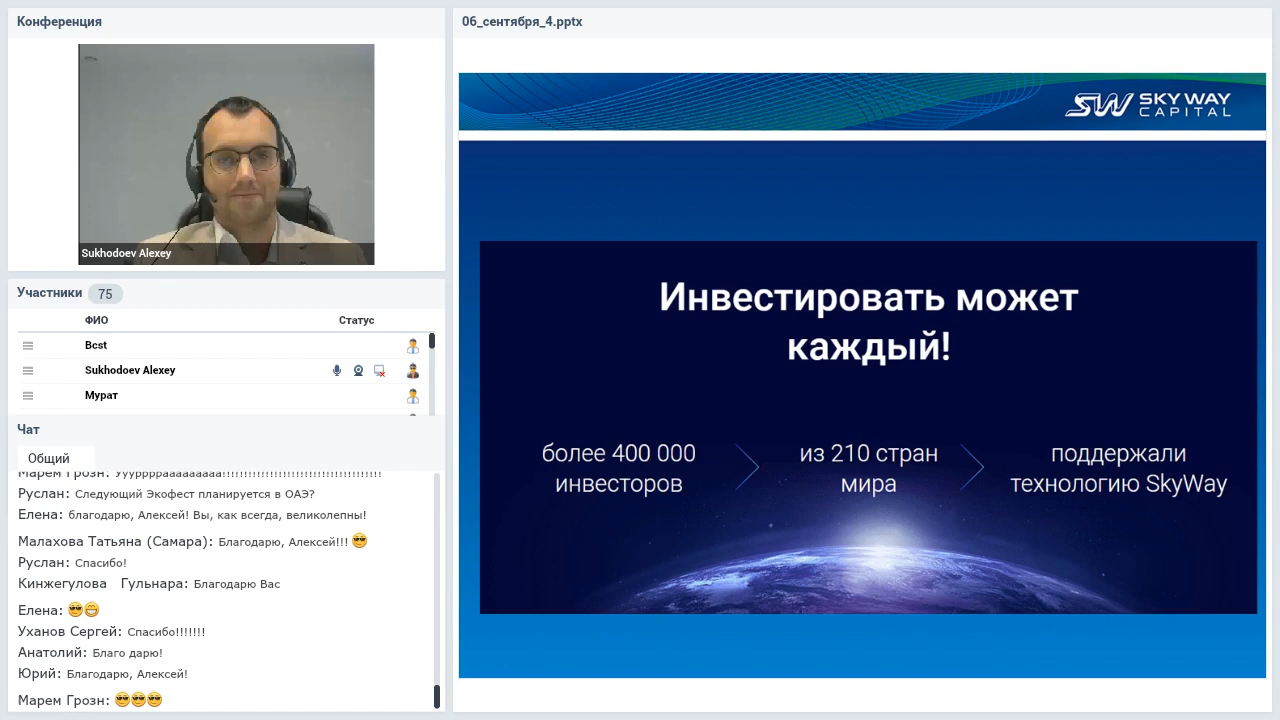 Конференция
Sukhodoev Alexey
Участники 75
ФИО Статус
Bcst
Sukhodoev Alexey
Мурат
Чат
Общий
Марем Грозн: Уууррррааааааааа!!!!!!!!!!!!!!!!!!!!!!!!!!!!!!!!!!!!!
Руслан: Следующий Экофест планируется в ОАЭ?
Елена: благодарю, Алексей! Вы, как всегда, великолепны!
Малахова Татьяна (Самара): Благодарю, Алексей!!!
Руслан: Спасибо!
Кинжегулова Гульнара: Благодарю Вас
Елена:
Уханов Сергей: Спасибо!!!!!!!
Анатолий: Благо дарю!
Юрий: Благодарю, Алексей!
Марем Грозн:
06_сентября_4.pptx
SW SKY WAY
CAPITAL
Инвестировать может
каждый!
более 400 000
инвесторов
из 210 стран
мира
поддержали
технологию SkyWay